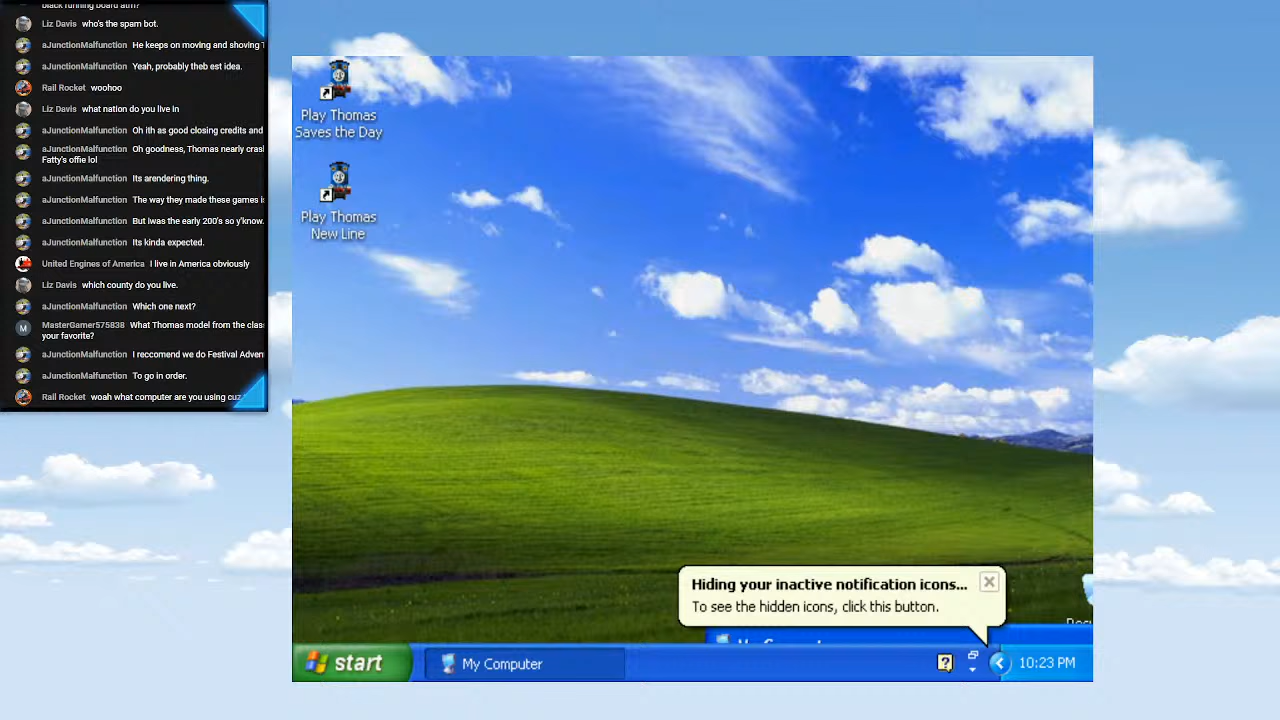 black running board atm?
Liz Davis who's the spam bot.
aJunctionMalfunction He keeps on moving and shoving
aJunctionMalfunction Yeah, probably theb est idea.
Rail Rocket woohoo
Liz Davis what nation do you live in
aJunctionMalfunction Oh ith as good closing credits and
aJunctionMalfunction Oh goodness, Thomas nearly cras
Fatty's offie lol
aJunctionMalfunction Its arendering thing.
aJunctionMalfunction The way they made these games i
aJunctionMalfunction But iwas the early 200's so y'know.
aJunctionMalfunction Its kinda expected.
United Engines of America I live in America obviously
Liz Davis which county do you live.
aJunctionMalfunction Which one next?
M MasterGamer575838 What Thomas model from the clas
your favorite?
aJunctionMalfunction I reccomend we do Festival Adven
aJunctionMalfunction To go in order.
Rail Rocket woah what computer are you using cuz
Play Thomas
Saves the Day
Play Thomas
New Line
Hiding your inactive notification icons...
To see the hidden icons, click this button.
start
My Computer
10:23 PM